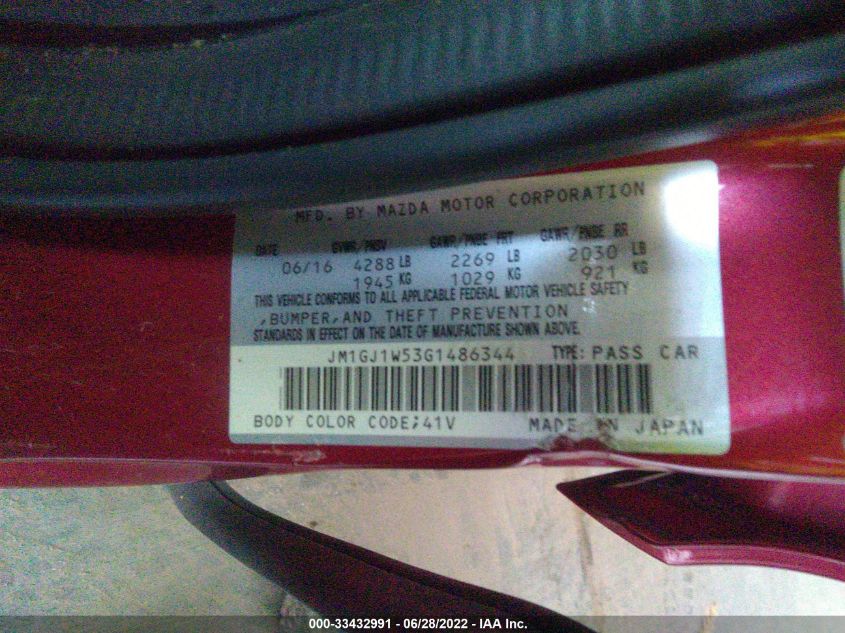 MFD. BY MAZDA MOTOR CORPORATION
DATE GVWR/PNBV GAWR/PNBE FRT GAWR/PNBE RR
06/16 4288 LB 2269 LB 2030 LB
1945 KG 1029 KG 921 KG
THIS VEHICLE CONFORMS TO ALL APPLICABLE FEDERAL MOTOR VEHICLE SAFETY
,BUMPER,AND THEFT PREVENTION
STANDARDS IN EFFECT ON THE DATE OF MANUFACTURE SHOWN ABOVE.
JM1GJ1W53G1486344 TYPE: PASS CAR
BODY COLOR CODE;41V MADE IN JAPAN
000-33432991 - 06/28/2022 - IAA Inc.